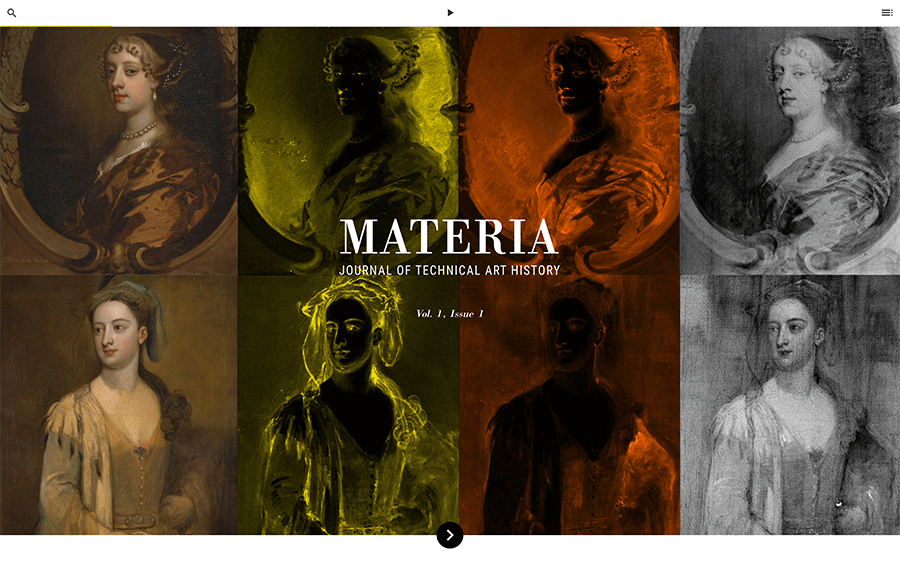 MATERIA
JOURNAL OF TECHNICAL ART HISTORY
Vol. 1, Issue 1